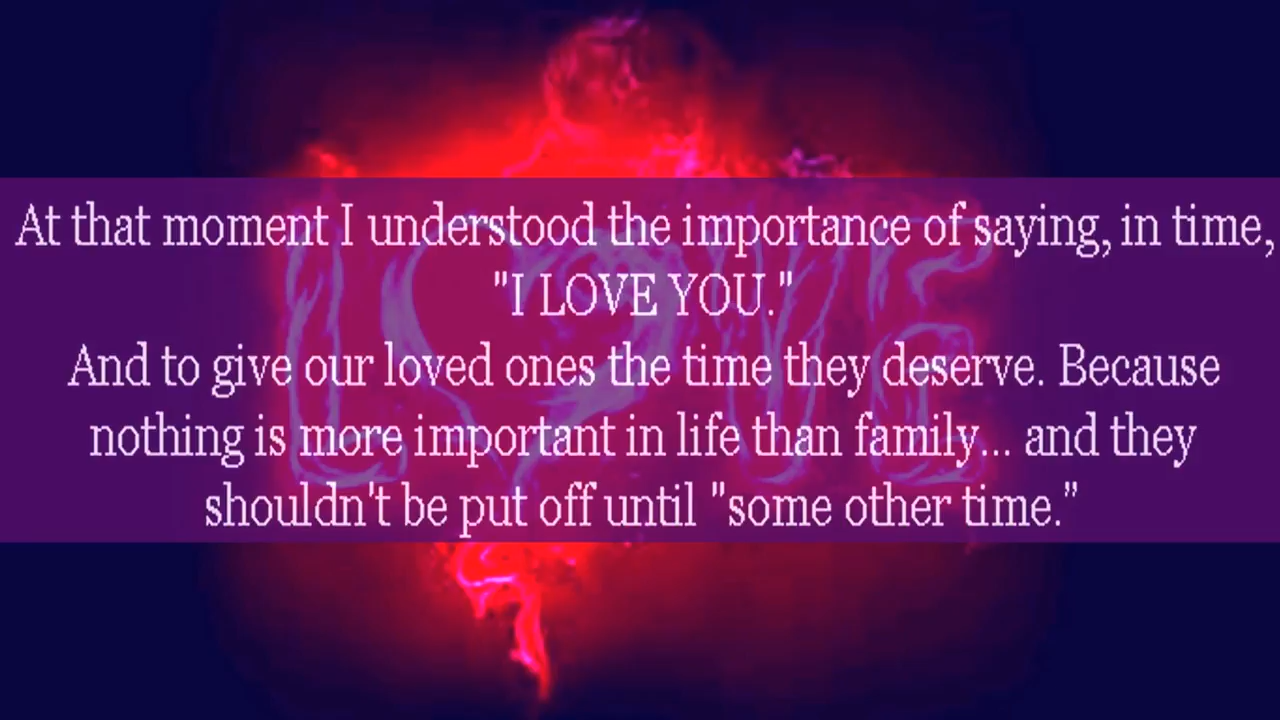 At that moment I understood the importance of saying, in time,
"I LOVE YOU."
And to give our loved ones the time they deserve. Because
nothing is more important in life than family... and they
shouldn't be put off until "some other time."
LOVE